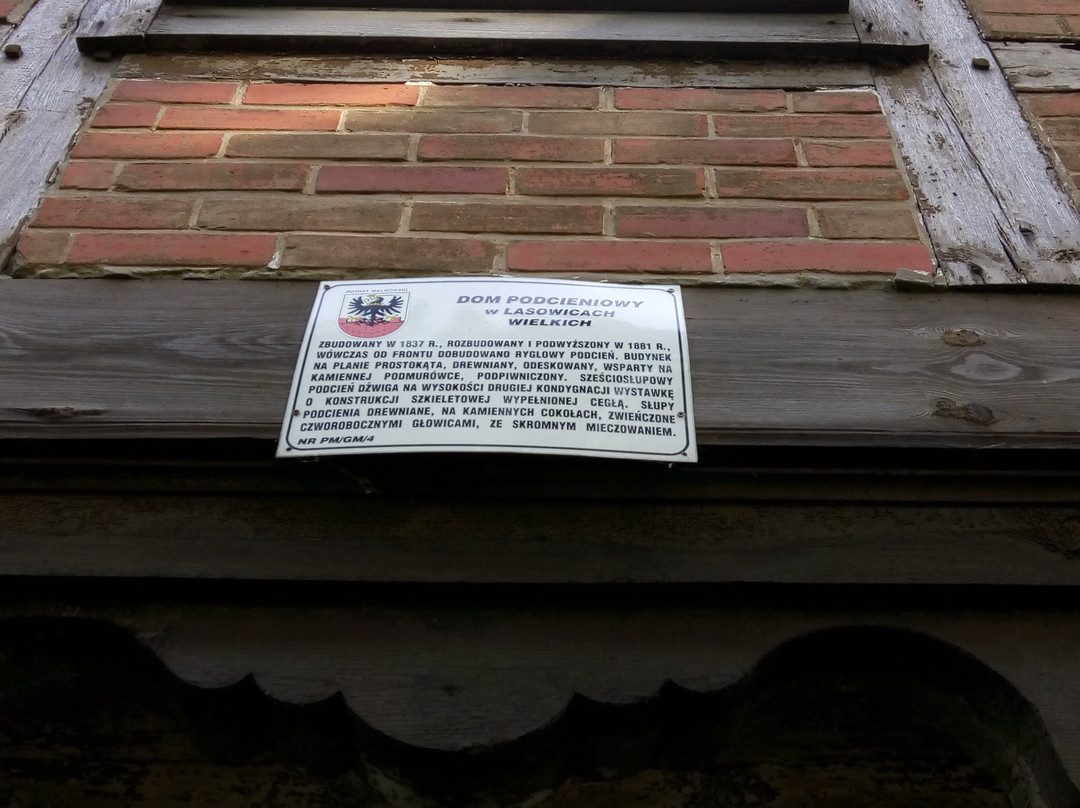 POWIAT MALBORSKI
DOM PODCIENIOWY
w LASOWICACH
WIELKICH
ZBUDOWANY W 1837 R., ROZBUDOWANY I PODWYŻSZONY W 1881 R.,
WÓWCZAS OD FRONTU DOBUDOWANO RYGLOWY PODCIEŃ. BUDYNEK
NA PLANIE PROSTOKĄTA, DREWNIANY, ODESKOWANY, WSPARTY NA
KAMIENNEJ PODMURÓWCE, PODPIWNICZONY. SZEŚCIOSŁUPOWY
PODCIEŃ DŹWIGA NA WYSOKOŚCI DRUGIEJ KONDYGNACJI WYSTAWKĘ
O KONSTRUKCJI SZKIELETOWEJ WYPEŁNIONEJ CEGŁĄ. SŁUPY
PODCIENIA DREWNIANE, NA KAMIENNYCH COKOŁACH, ZWIEŃCZONE
CZWOROBOCZNYMI GŁOWICAMI, ZE SKROMNYM MIECZOWANIEM.
NR PM/GM/4